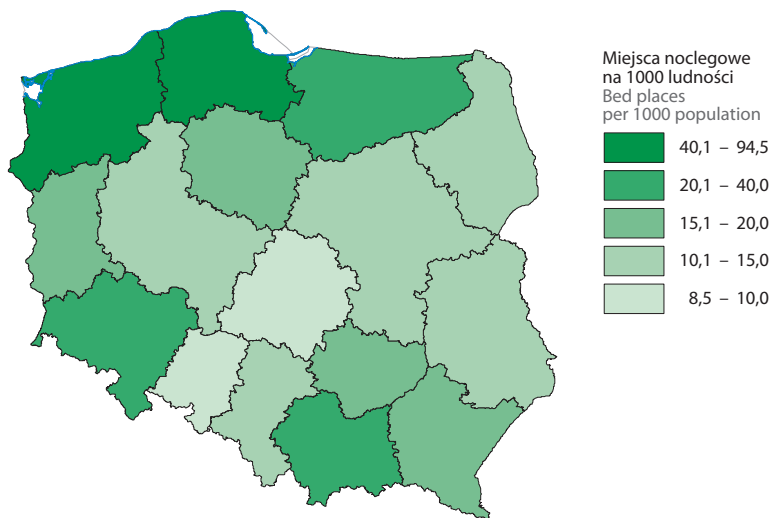 Miejsca noclegowe
na 1000 ludności
Bed places
per 1000 population
40,1 – 94,5
20,1 – 40,0
15,1 – 20,0
10,1 – 15,0
8,5 – 10,0